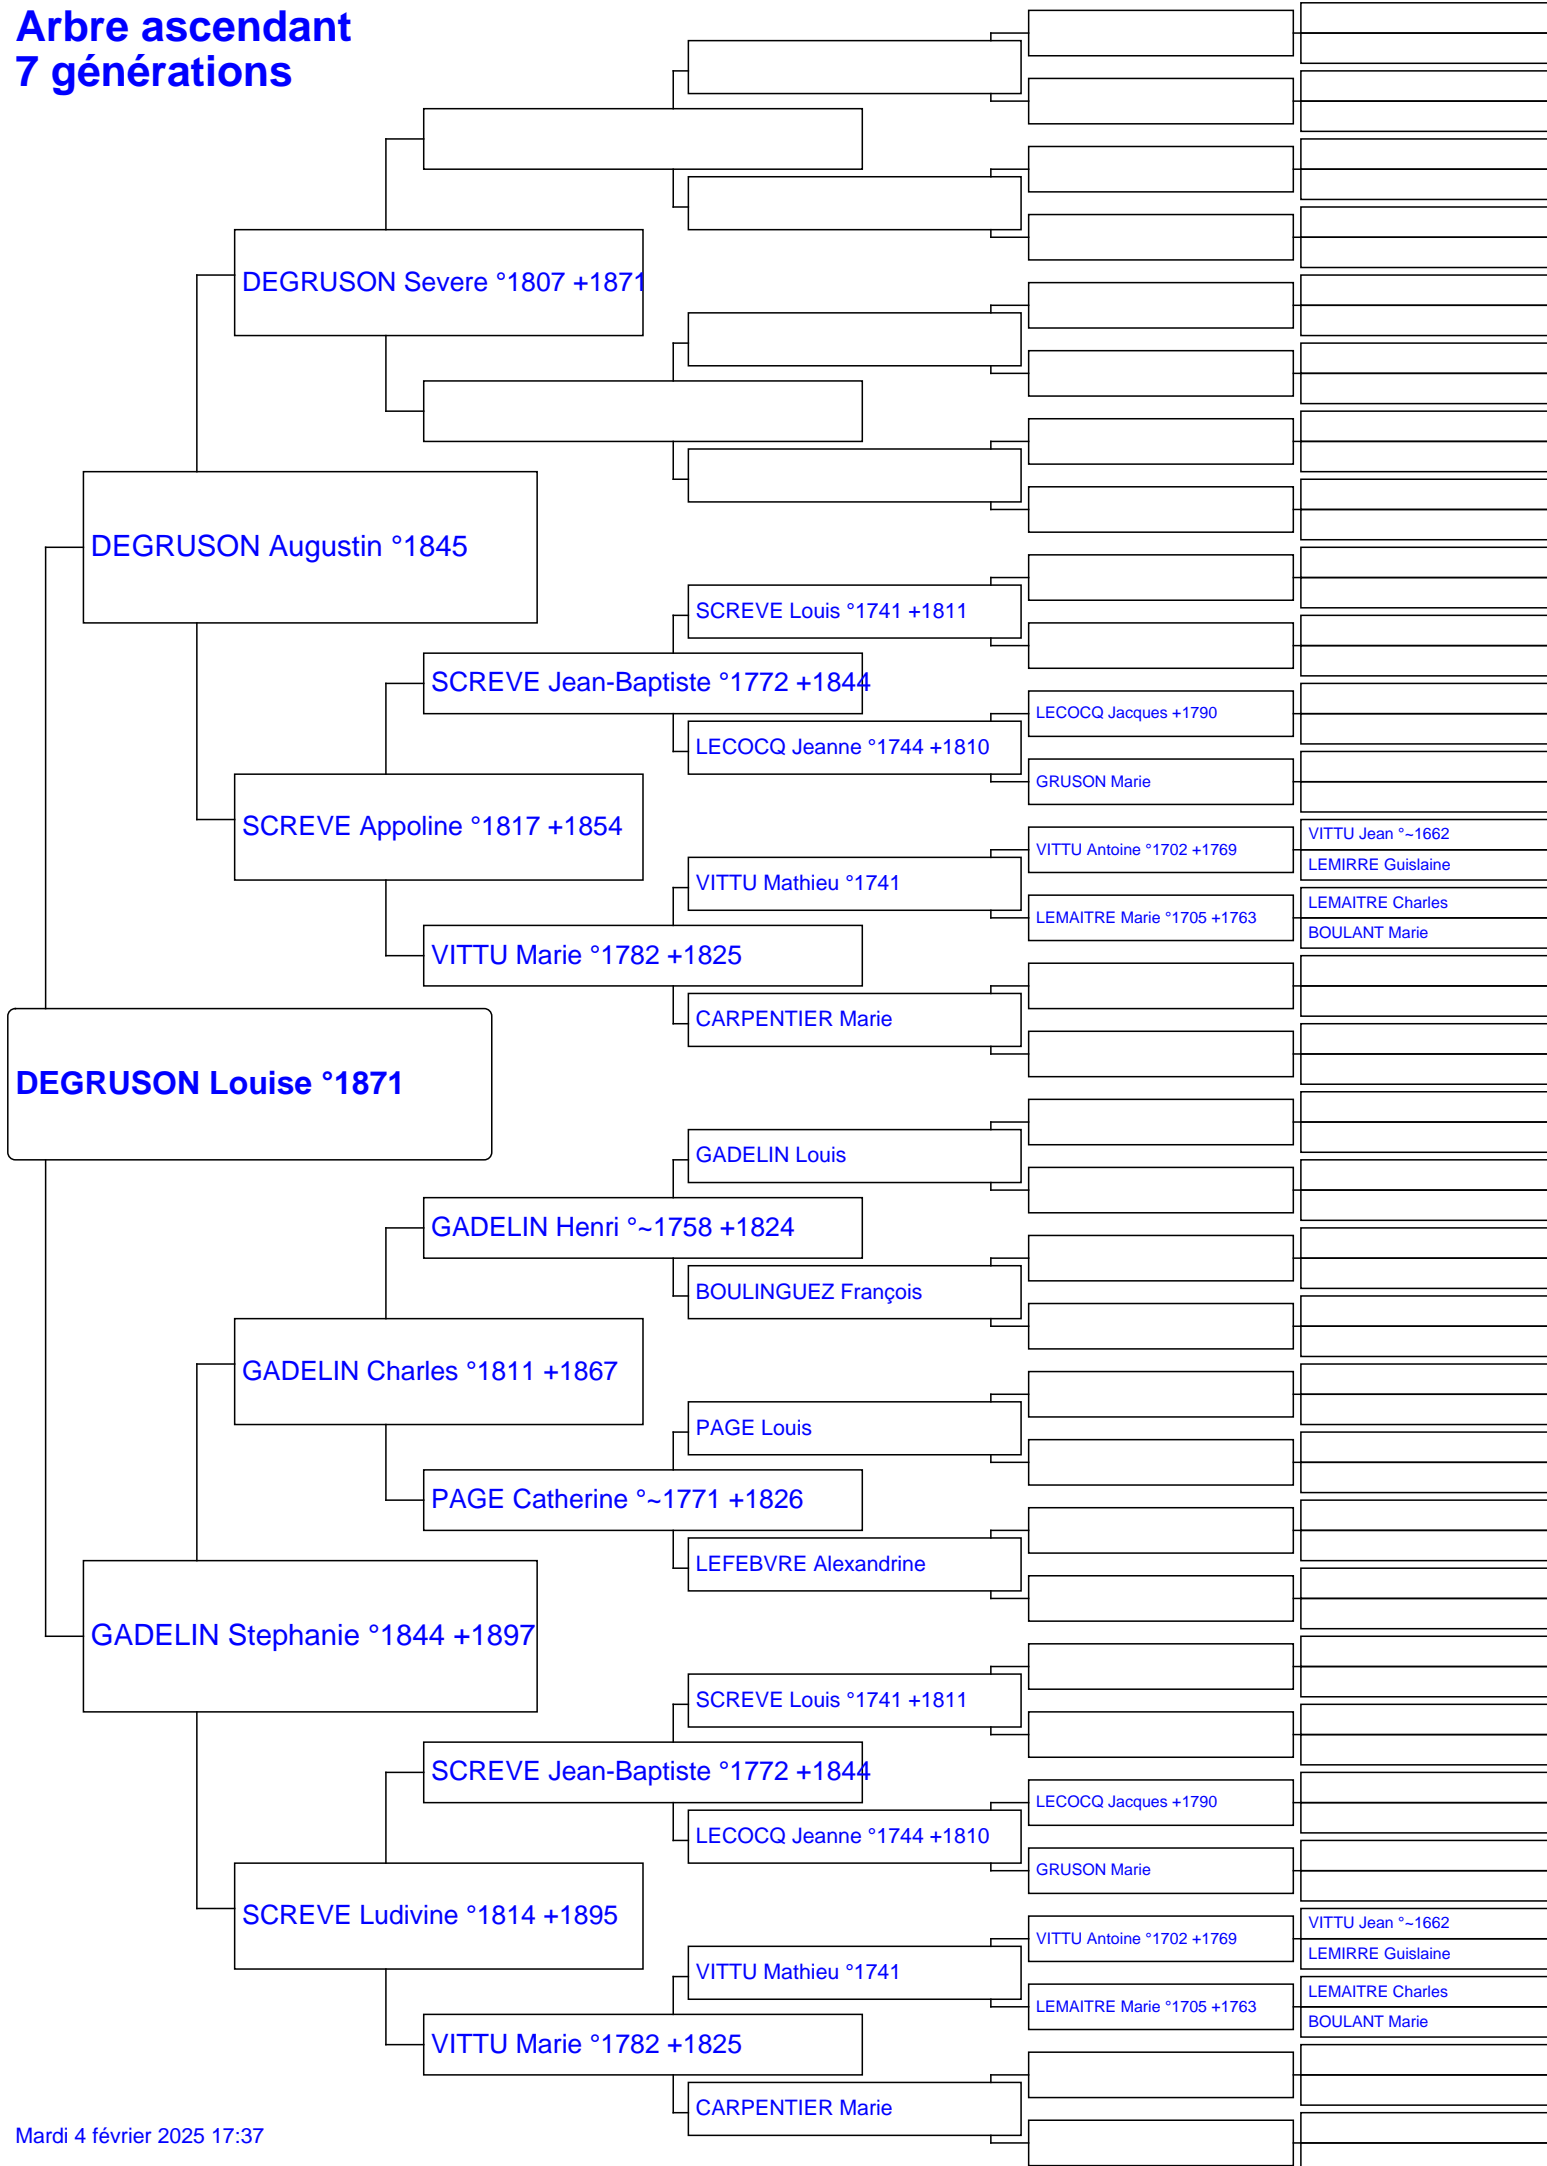 Arbre ascendant
7 générations
DEGRUSON Severe °1807 +1871
DEGRUSON Augustin °1845
SCREVE Louis °1741 +1811
SCREVE Jean-Baptiste °1772 +1844
LECOCQ Jacques +1790
LECOCQ Jeanne °1744 +1810
GRUSON Marie
SCREVE Appoline °1817 +1854
VITTU Jean °~1662
VITTU Antoine °1702 +1769
LEMIRRE Guislaine
VITTU Mathieu °1741
LEMAITRE Charles
LEMAITRE Marie °1705 +1763
BOULANT Marie
VITTU Marie °1782 +1825
CARPENTIER Marie
DEGRUSON Louise °1871
GADELIN Louis
GADELIN Henri °~1758 +1824
BOULINGUEZ François
GADELIN Charles °1811 +1867
PAGE Louis
PAGE Catherine °~1771 +1826
LEFEBVRE Alexandrine
GADELIN Stephanie °1844 +1897
SCREVE Louis °1741 +1811
SCREVE Jean-Baptiste °1772 +1844
LECOCQ Jacques +1790
LECOCQ Jeanne °1744 +1810
GRUSON Marie
SCREVE Ludivine °1814 +1895
VITTU Jean °~1662
VITTU Antoine °1702 +1769
LEMIRRE Guislaine
VITTU Mathieu °1741
LEMAITRE Charles
LEMAITRE Marie °1705 +1763
BOULANT Marie
VITTU Marie °1782 +1825
CARPENTIER Marie
Mardi 4 février 2025 17:37